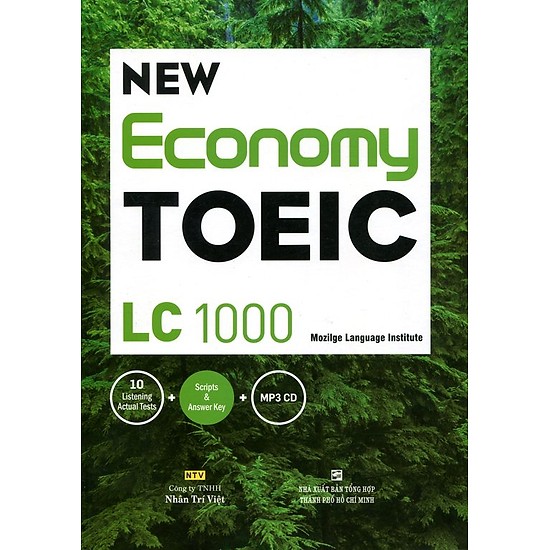 NEW
Economy
TOEIC
LC 1000
Mozilge Language Institute
10
Listening
Actual Tests
+
Scripts
&
Answer Key
+
MP3 CD
NTV
Công ty TNHH
Nhân Trí Việt
NHÀ XUẤT BẢN TỔNG HỢP
THÀNH PHỐ HỒ CHÍ MINH